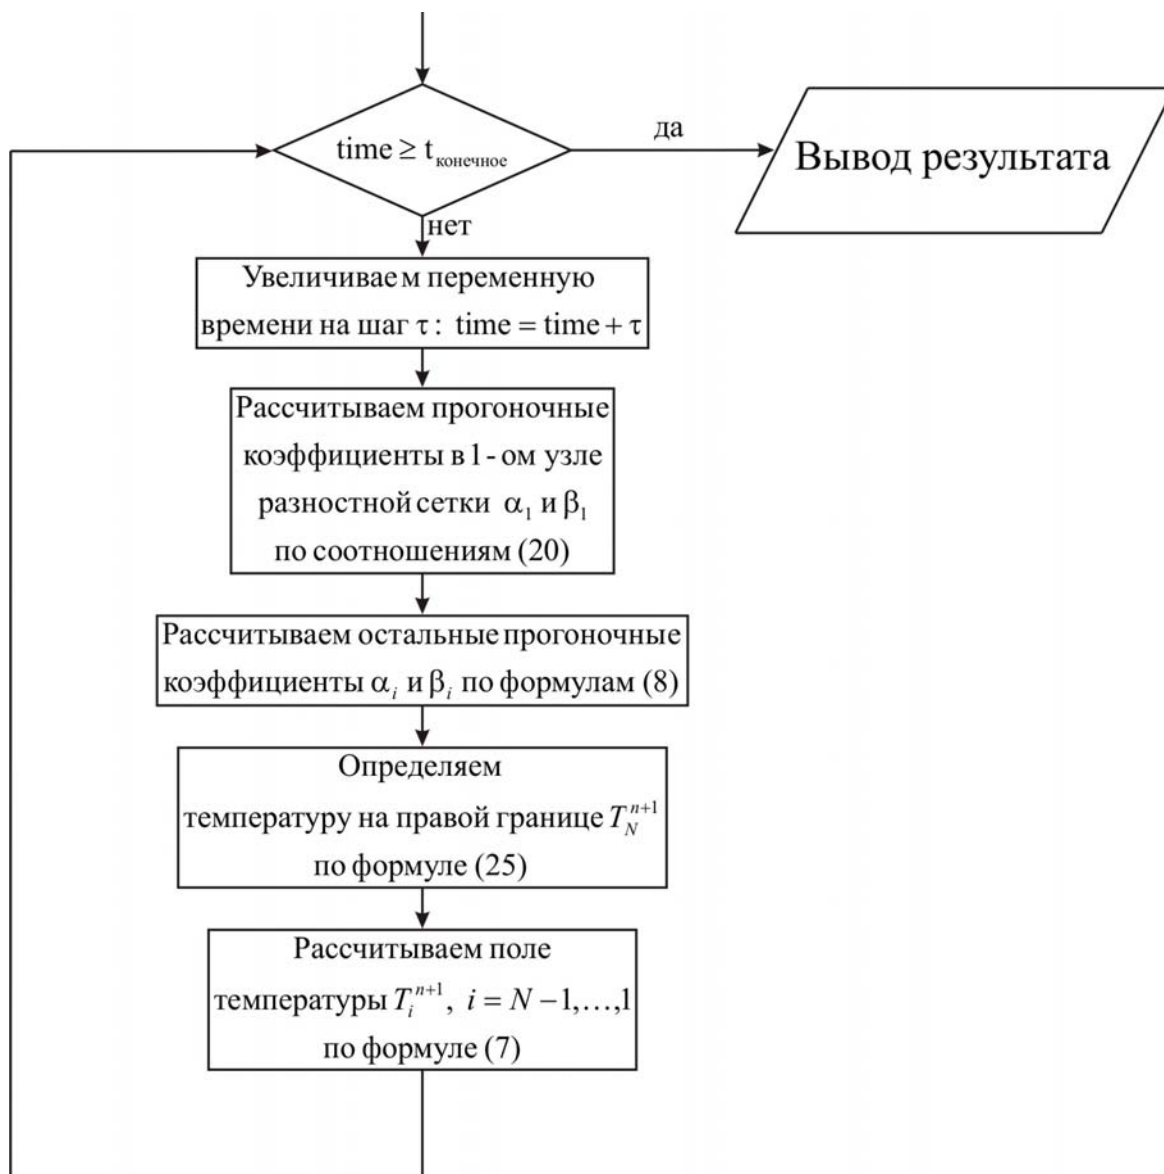 time ≥ t конечное
да
Вывод результата
нет
Увеличиваем переменную
времени на шаг τ: time = time + τ
Рассчитываем прогоночные
коэффициенты в 1-ом узле
разностной сетки α₁ и β₁
по соотношениям (20)
Рассчитываем остальные прогоночные
коэффициенты αᵢ и βᵢ по формулам (8)
Определяем
температуру на правой границе T_N^{n+1}
по формуле (25)
Рассчитываем поле
температуры T_i^{n+1}, i = N −1,…,1
по формуле (7)